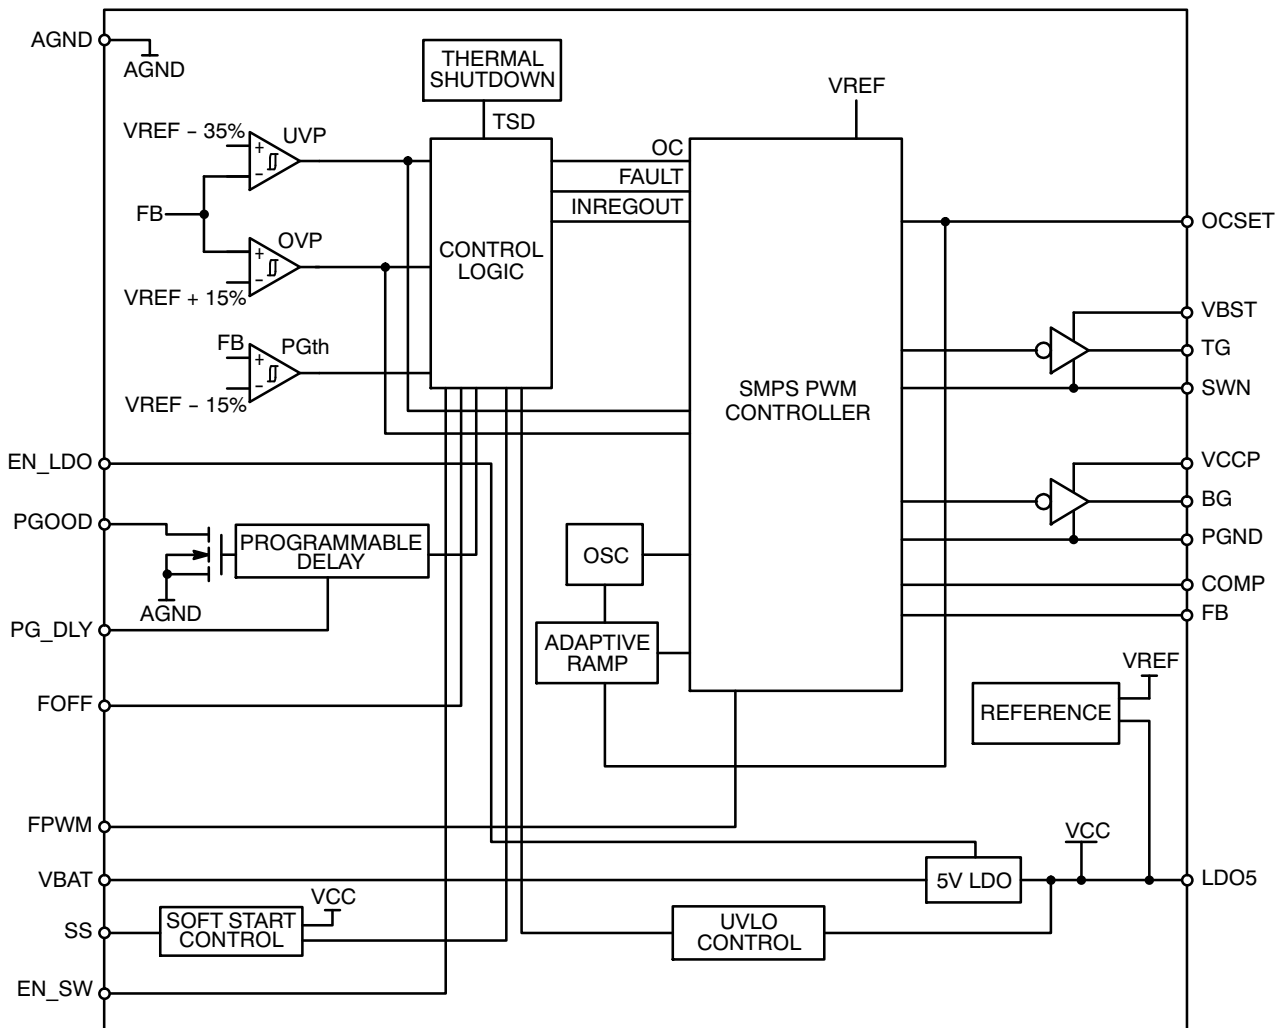 AGND
AGND
THERMAL
SHUTDOWN
TSD
VREF
VREF – 35%
UVP
+
–
FB
OVP
+
–
VREF + 15%
FB
PGth
+
–
VREF – 15%
CONTROL
LOGIC
OC
FAULT
INREGOUT
SMPS PWM
CONTROLLER
OCSET
VBST
TG
SWN
VCCP
BG
PGND
COMP
FB
EN_LDO
PGOOD
PROGRAMMABLE
DELAY
AGND
PG_DLY
OSC
ADAPTIVE
RAMP
VREF
REFERENCE
FOFF
FPWM
VCC
VBAT
5V LDO
LDO5
VCC
SS
SOFT START
CONTROL
UVLO
CONTROL
EN_SW